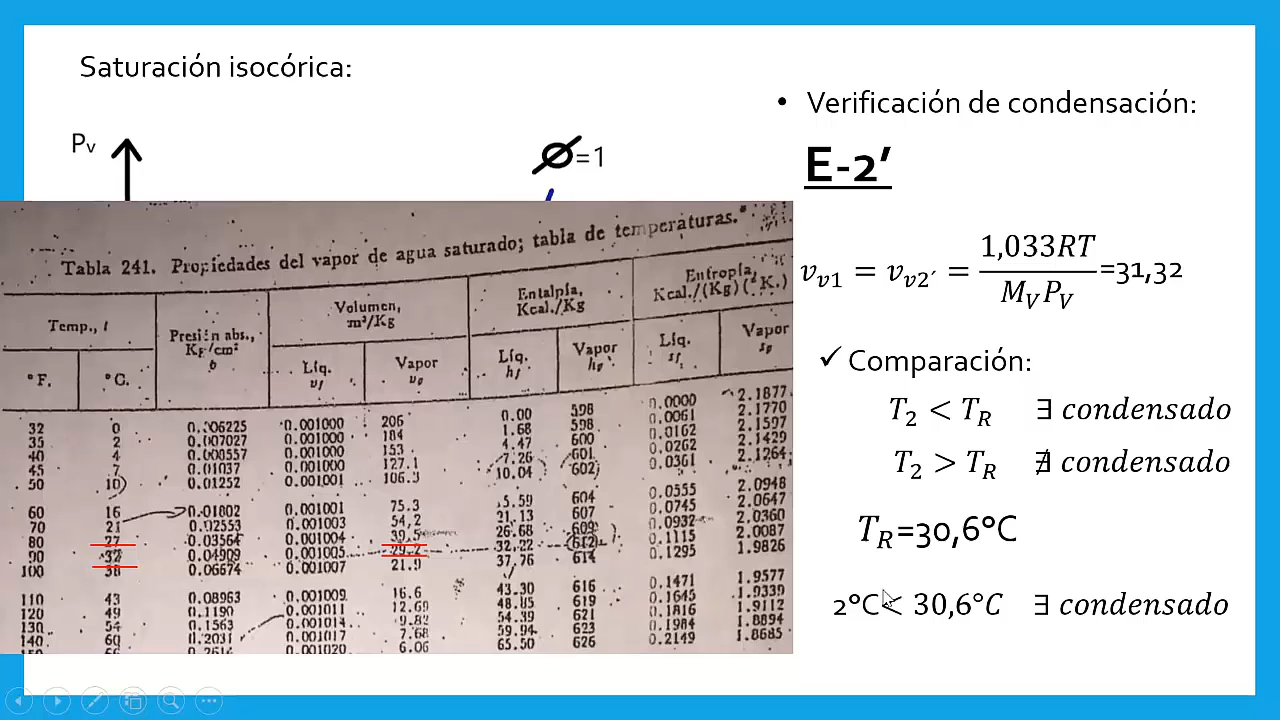 Saturación isocórica:
Pv
Ø=1
• Verificación de condensación:
E-2′
Tabla 241. Propiedades del vapor de agua saturado; tabla de temperaturas.*
Temp., t
Presión abs., Kg/cm² p
Volumen, m³/Kg
Entalpía, Kcal./Kg
Entropía, Kcal./(Kg) (°K.)
°F. °C. Líq. vf Vapor vg Líq. hf Vapor hg Líq. sf Vapor sg
32 0 0.006225 0.001000 206 0.00 598 0.0000 2.1877
35 2 0.007027 0.001000 184 1.68 598 0.0061 2.1770
40 4 0.008557 0.001000 153 4.47 600 0.0162 2.1597
45 7 0.01037 0.001000 127.1 7.26 601 0.0262 2.1429
50 10 0.01252 0.001001 106.3 10.04 602 0.0361 2.1264
60 16 0.01802 0.001001 75.3 604 0.0555 2.0948
70 21 0.02553 0.001003 54,2 21.13 607 0.0745 2.0647
80 27 0.03564 0.001004 39,5 26.68 609 0.0932 2.0360
90 32 0.04909 0.001005 29.2 32,22 (612) 0.1115 2.0087
100 38 0.06674 0.001007 21.9 37,76 614 0.1295 1.9826
110 43 0.08963 0.001009 16.6 43.30 616 0.1471 1.9577
120 49 0.1190 0.001011 12.69 48.85 619 0.1645 1.9339
130 54 0.1563 0.001014 9.82 54.39 621 0.1816 1.9112
140 60 0.2031 0.001017 7.68 59.94 623 0.1984 1.8894
0.001020 6.06 65.50 626 0.2149 1.8685
vv1 = vv2′ = 1,033RT / MVPV =31,32
✓ Comparación:
T2 < TR ∃ condensado
T2 > TR ∄ condensado
TR=30,6°C
2°C< 30,6°C ∃ condensado